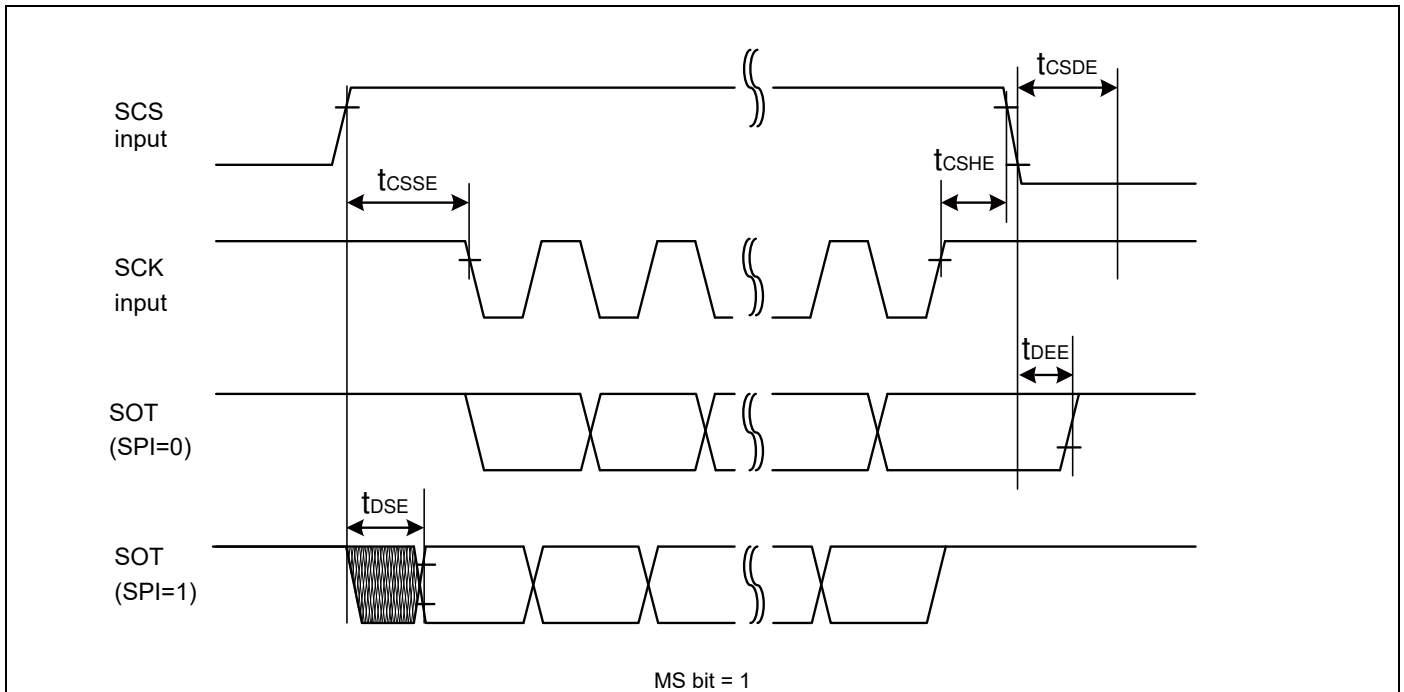 tCSDE
SCS
input
tCSHE
tCSSE
SCK
input
tDEE
SOT
(SPI=0)
tDSE
SOT
(SPI=1)
MS bit = 1